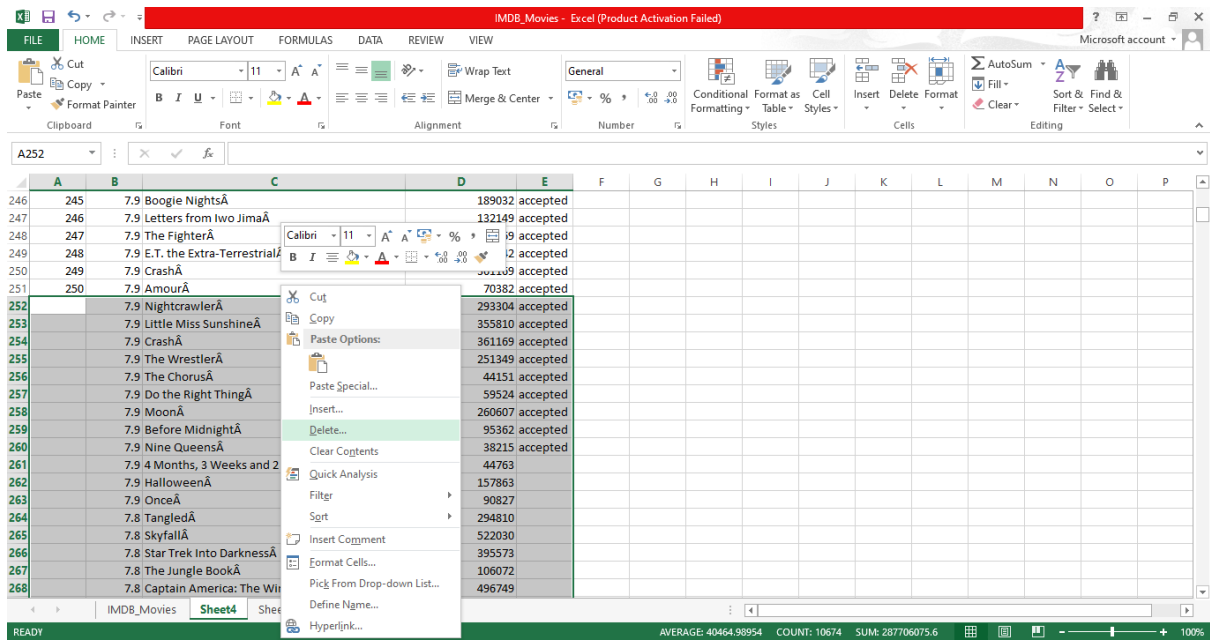 IMDB_Movies - Excel (Product Activation Failed)
FILE HOME INSERT PAGE LAYOUT FORMULAS DATA REVIEW VIEW Microsoft account
Cut
Copy
Format Painter
Paste
Clipboard
Calibri 11
B I U
Font
Wrap Text
Merge & Center
Alignment
General
Number
Conditional Formatting
Format as Table
Cell Styles
Styles
Insert Delete Format
Cells
AutoSum
Fill
Clear
Sort & Filter
Find & Select
Editing
A252 fx
A B C D E F G H I J K L M N O P
246 245 7.9 Boogie NightsÂ 189032 accepted
247 246 7.9 Letters from Iwo JimaÂ 132149 accepted
248 247 7.9 The FighterÂ 9 accepted
249 248 7.9 E.T. the Extra-TerrestrialÂ 2 accepted
250 249 7.9 CrashÂ 361169 accepted
251 250 7.9 AmourÂ 70382 accepted
252 7.9 NightcrawlerÂ 293304 accepted
253 7.9 Little Miss SunshineÂ 355810 accepted
254 7.9 CrashÂ 361169 accepted
255 7.9 The WrestlerÂ 251349 accepted
256 7.9 The ChorusÂ 44151 accepted
257 7.9 Do the Right ThingÂ 59524 accepted
258 7.9 MoonÂ 260607 accepted
259 7.9 Before MidnightÂ 95362 accepted
260 7.9 Nine QueensÂ 38215 accepted
261 7.9 4 Months, 3 Weeks and 2 44763
262 7.9 HalloweenÂ 157863
263 7.9 OnceÂ 90827
264 7.8 TangledÂ 294810
265 7.8 SkyfallÂ 522030
266 7.8 Star Trek Into DarknessÂ 395573
267 7.8 The Jungle BookÂ 106072
268 7.8 Captain America: The Wi 496749
Calibri 11 A A % ,
B I A
Cut
Copy
Paste Options:
Paste Special...
Insert...
Delete...
Clear Contents
Quick Analysis
Filter
Sort
Insert Comment
Format Cells...
Pick From Drop-down List...
Define Name...
Hyperlink...
IMDB_Movies Sheet4 Shee
READY AVERAGE: 40464.98954 COUNT: 10674 SUM: 287706075.6 100%